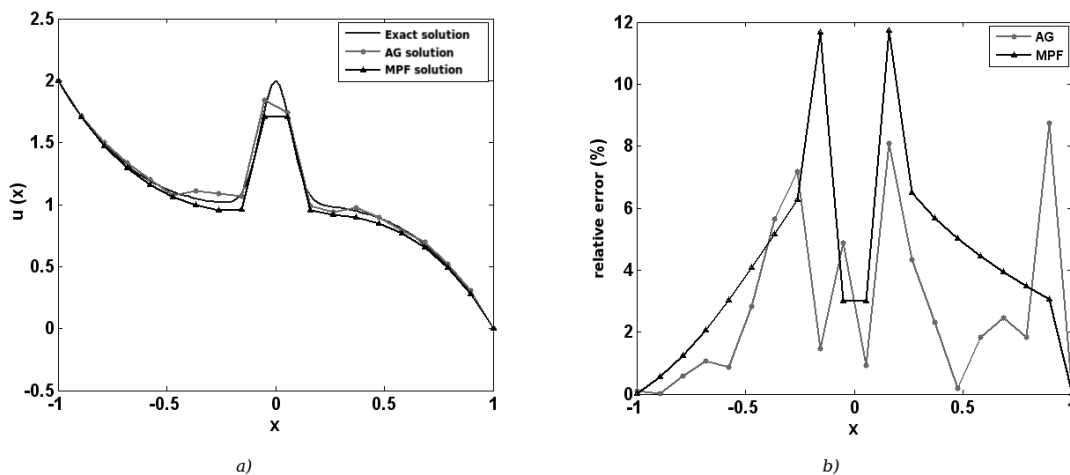 2.5
2
1.5
1
0.5
0
-0.5
-1
-0.5
0
0.5
1
u (x)
x
Exact solution
AG solution
MPF solution
a)
12
10
8
6
4
2
0
-1
-0.5
0
0.5
1
relative error (%)
x
AG
MPF
b)